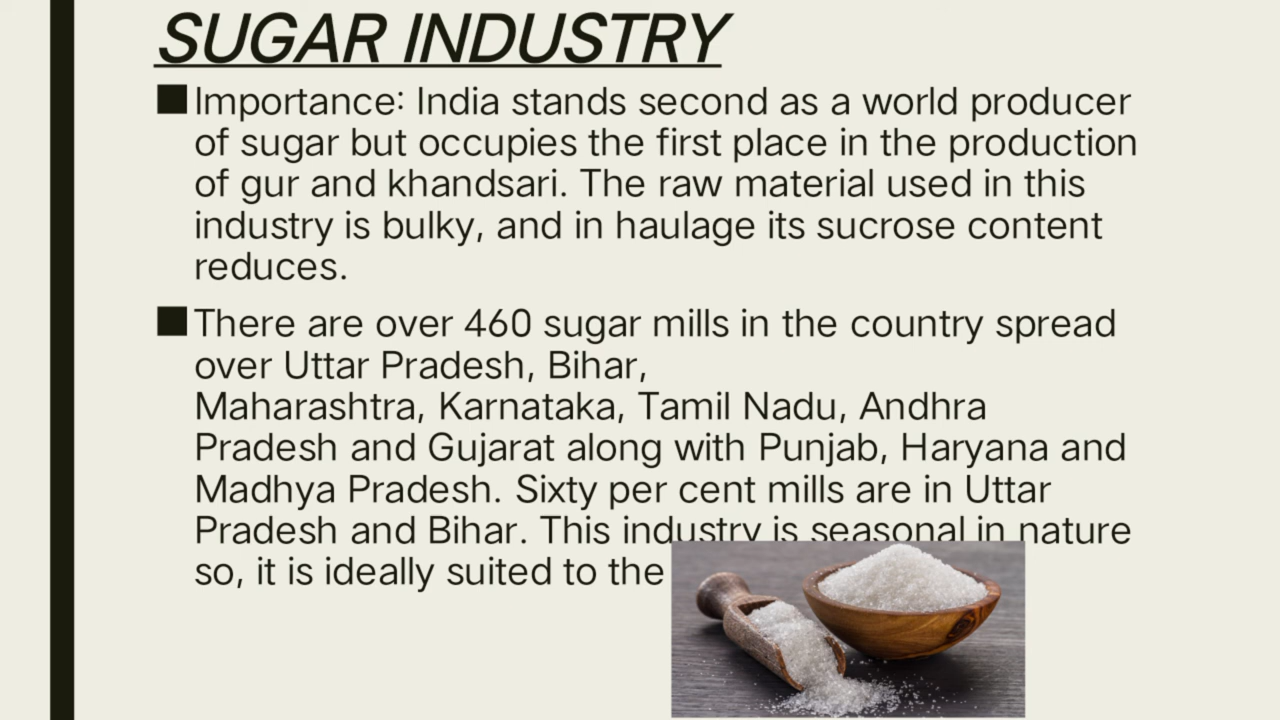 SUGAR INDUSTRY
Importance: India stands second as a world producer
of sugar but occupies the first place in the production
of gur and khandsari. The raw material used in this
industry is bulky, and in haulage its sucrose content
reduces.
There are over 460 sugar mills in the country spread
over Uttar Pradesh, Bihar,
Maharashtra, Karnataka, Tamil Nadu, Andhra
Pradesh and Gujarat along with Punjab, Haryana and
Madhya Pradesh. Sixty per cent mills are in Uttar
Pradesh and Bihar. This industry is seasonal in nature
so, it is ideally suited to the